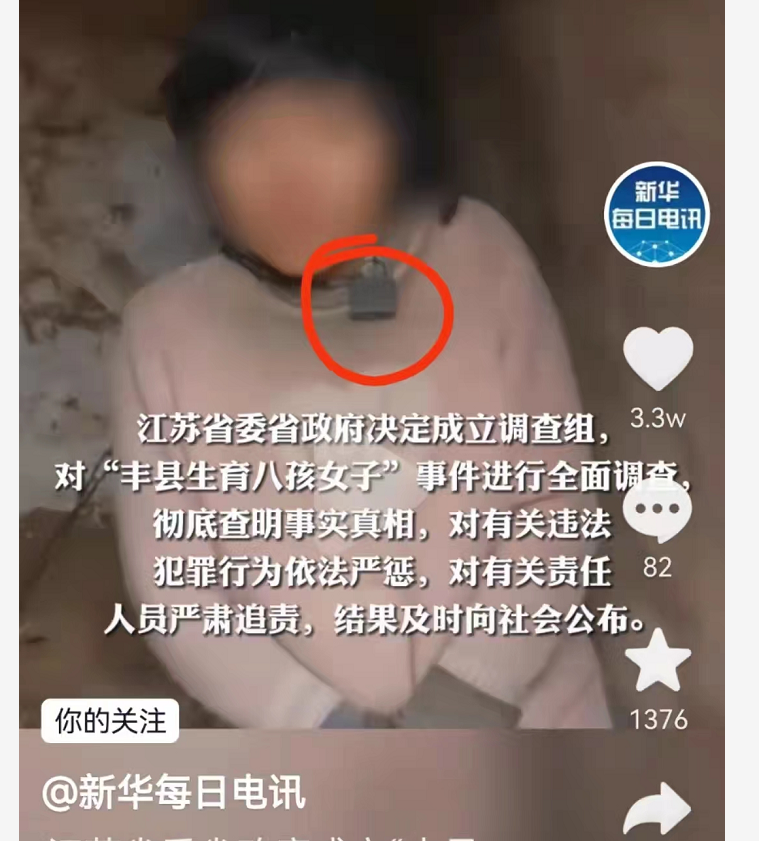 新华
每日电讯
3.3w
江苏省委省政府决定成立调查组，
对“丰县生育八孩女子”事件进行全面调查，
彻底查明事实真相，对有关违法
犯罪行为依法严惩，对有关责任
人员严肃追责，结果及时向社会公布。
82
1376
你的关注
@新华每日电讯